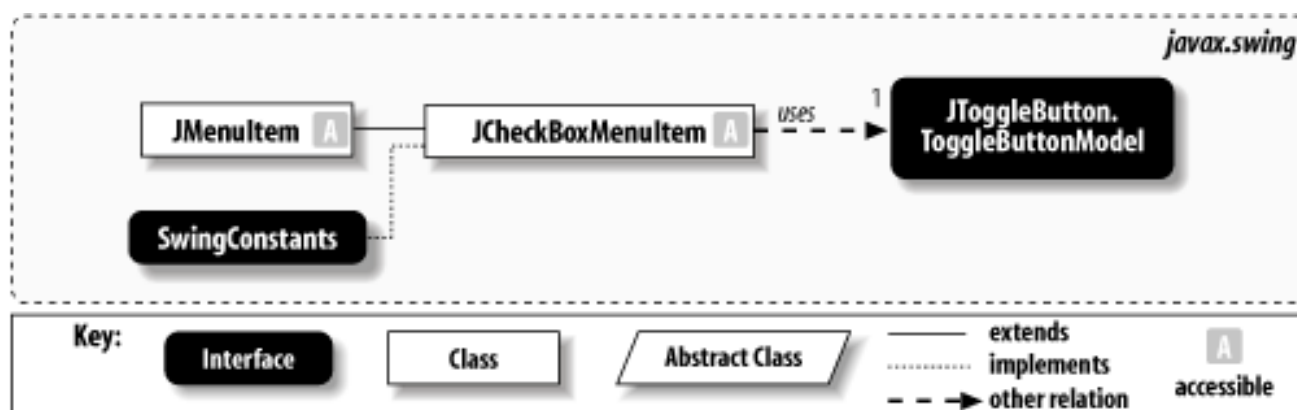 javax.swing
JMenuItem A
JCheckBoxMenuItem A
uses
1
JToggleButton.
ToggleButtonModel
SwingConstants
Key:
Interface
Class
Abstract Class
extends
implements
other relation
A
accessible